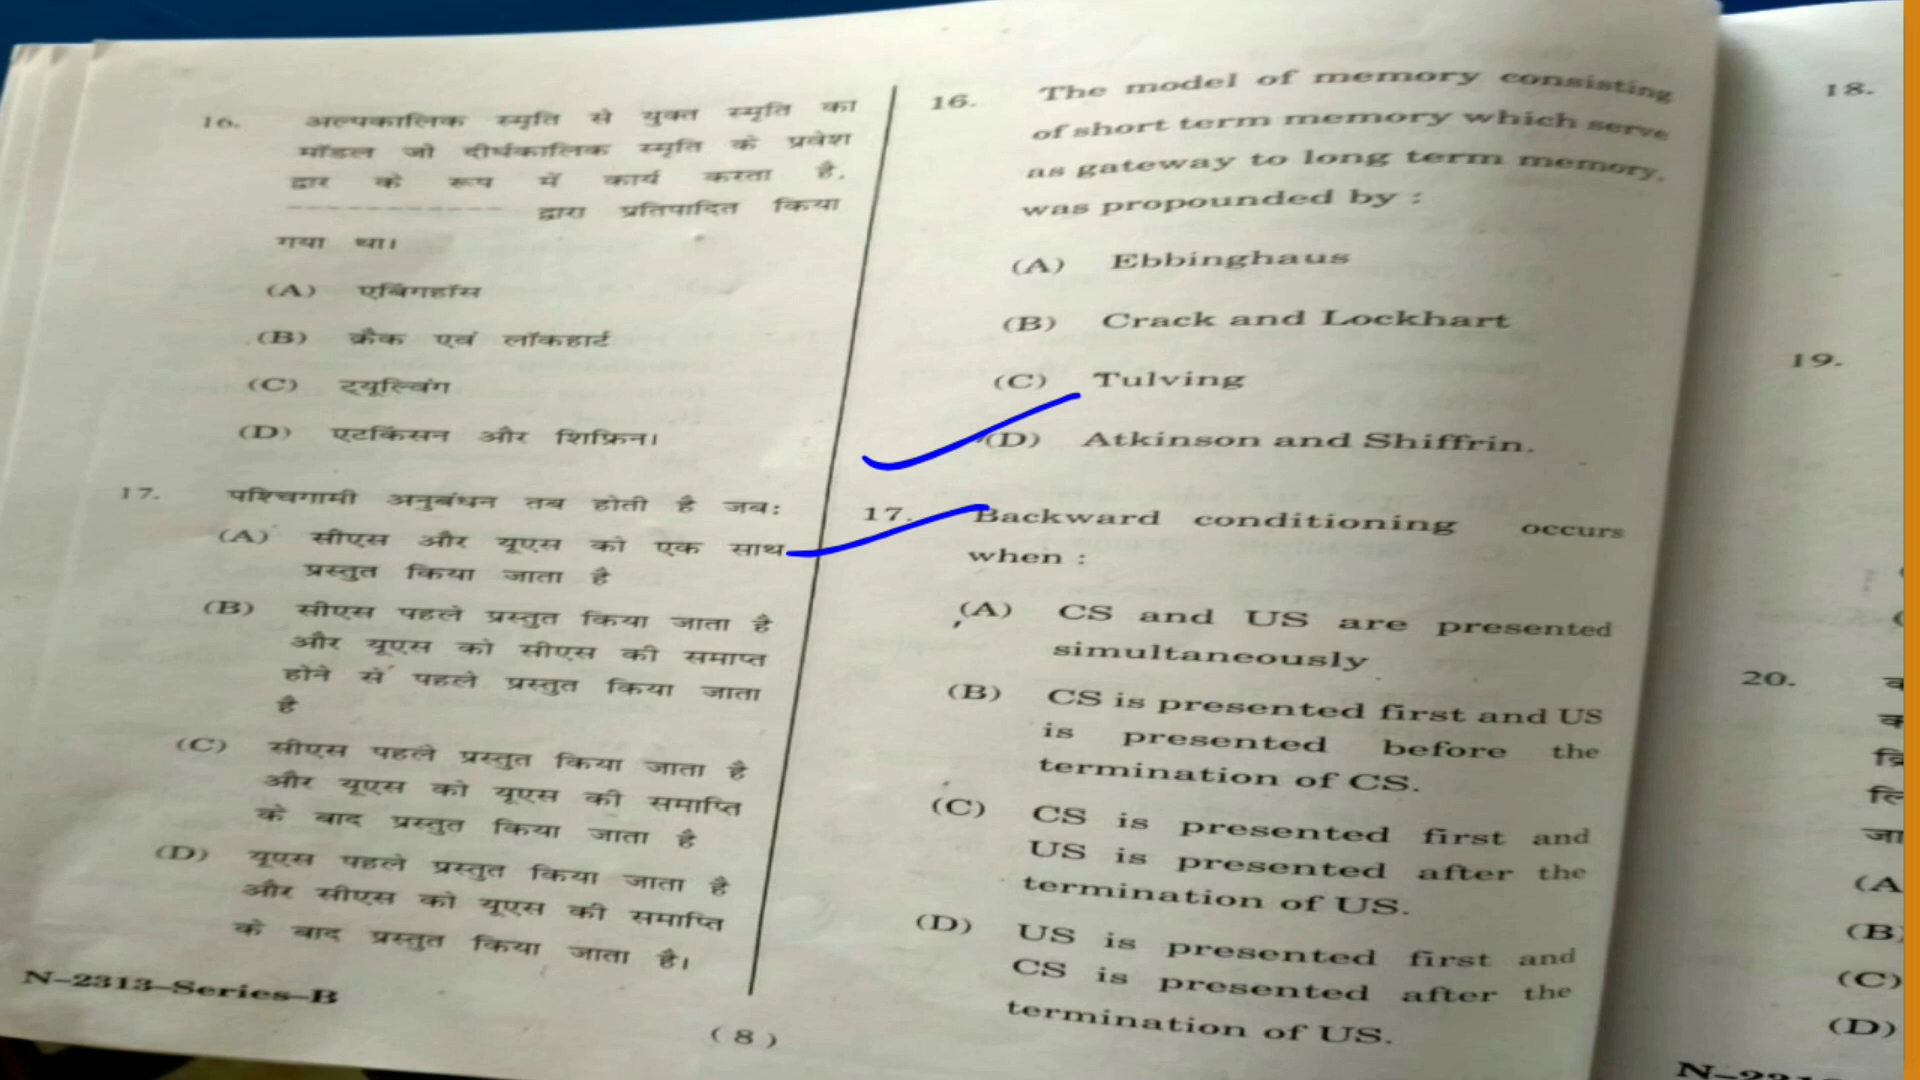 16. अल्पकालिक स्मृति से युक्त स्मृति का
मॉडल जो दीर्घकालिक स्मृति के प्रवेश
द्वार के रूप में कार्य करता है,
------------ द्वारा प्रतिपादित किया
गया था।
(A) एबिंगहॉस
(B) क्रैक एवं लॉकहार्ट
(C) ट्यूल्विंग
(D) एटकिंसन और शिफ्रिन।
17. पश्चिगामी अनुबंधन तब होती है जब:
(A) सीएस और यूएस को एक साथ
प्रस्तुत किया जाता है
(B) सीएस पहले प्रस्तुत किया जाता है
और यूएस को सीएस की समाप्त
होने से पहले प्रस्तुत किया जाता
है
(C) सीएस पहले प्रस्तुत किया जाता है
और यूएस को यूएस की समाप्ति
के बाद प्रस्तुत किया जाता है
(D) यूएस पहले प्रस्तुत किया जाता है
और सीएस को यूएस की समाप्ति
के बाद प्रस्तुत किया जाता है।
N–2313–Series–B
( 8 )
16. The model of memory consisting
of short term memory which serve
as gateway to long term memory,
was propounded by :
(A) Ebbinghaus
(B) Crack and Lockhart
(C) Tulving
(D) Atkinson and Shiffrin.
17. Backward conditioning occurs
when :
(A) CS and US are presented
simultaneously
(B) CS is presented first and US
is presented before the
termination of CS.
(C) CS is presented first and
US is presented after the
termination of US.
(D) US is presented first and
CS is presented after the
termination of US.
18.
19.
20.
(A
(B)
(C)
(D)